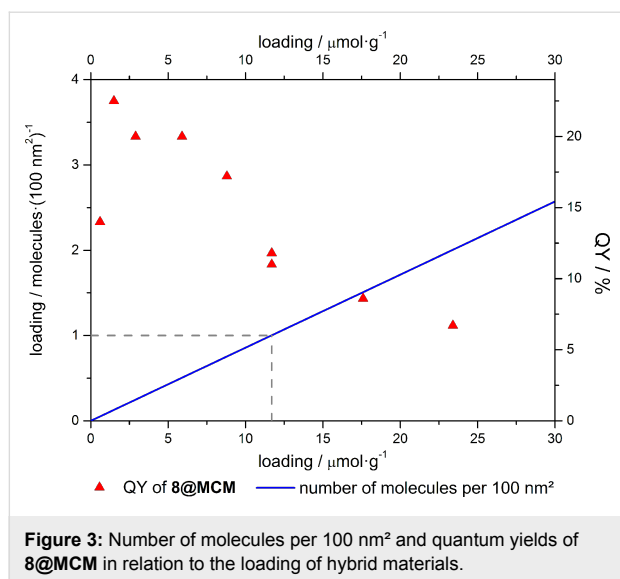 loading / µmol·g⁻¹
0 5 10 15 20 25 30
loading / molecules·(100 nm²)⁻¹
4
3
2
1
0
20
15
10
5
0
QY / %
0 5 10 15 20 25 30
loading / µmol·g⁻¹
QY of 8@MCM number of molecules per 100 nm²
Figure 3: Number of molecules per 100 nm² and quantum yields of
8@MCM in relation to the loading of hybrid materials.